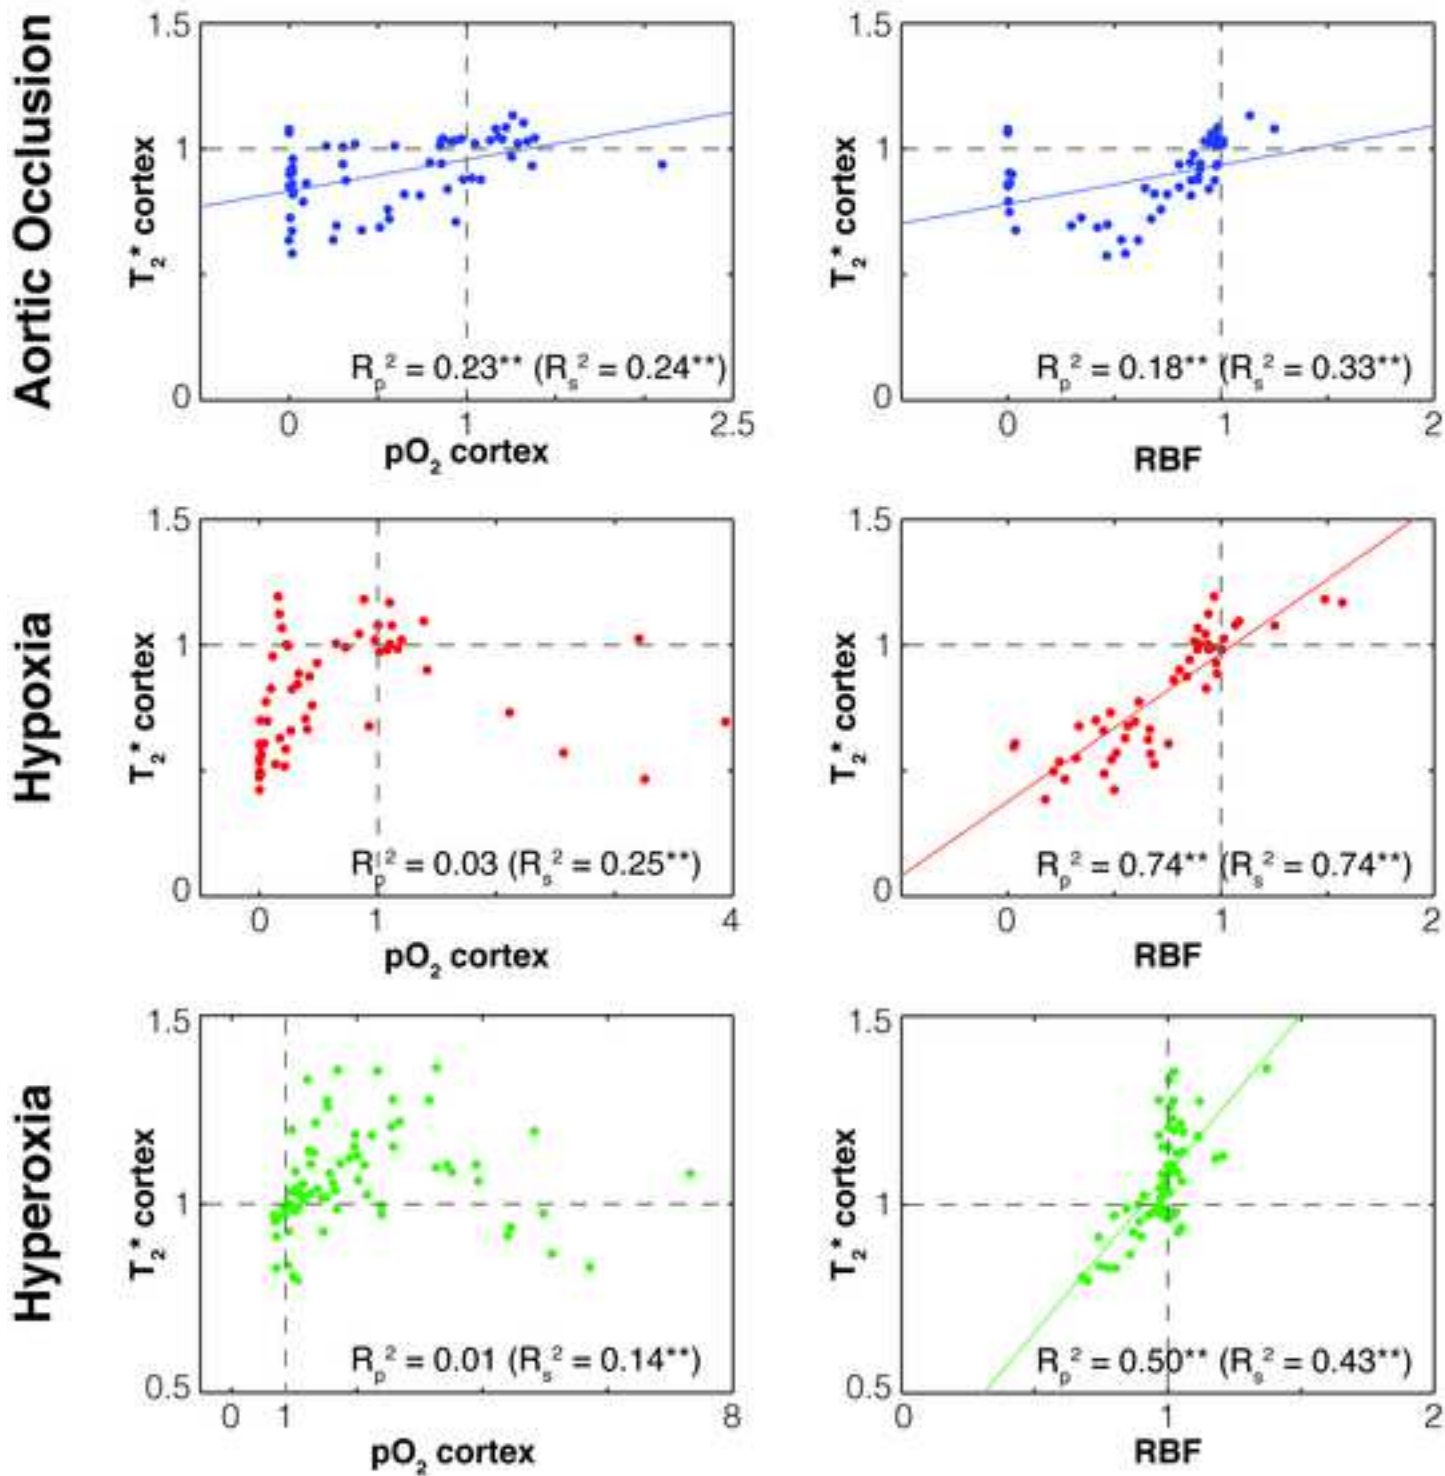 Aortic Occlusion
1.5
1
0
T₂* cortex
Rₚ² = 0.23** (Rₛ² = 0.24**)
0 1 2.5
pO₂ cortex
1.5
1
0
T₂* cortex
Rₚ² = 0.18** (Rₛ² = 0.33**)
0 1 2
RBF
Hypoxia
1.5
1
0
T₂* cortex
Rₚ² = 0.03 (Rₛ² = 0.25**)
0 1 4
pO₂ cortex
1.5
1
0
T₂* cortex
Rₚ² = 0.74** (Rₛ² = 0.74**)
0 1 2
RBF
Hyperoxia
1.5
1
0.5
T₂* cortex
Rₚ² = 0.01 (Rₛ² = 0.14**)
0 1 8
pO₂ cortex
1.5
1
0.5
T₂* cortex
Rₚ² = 0.50** (Rₛ² = 0.43**)
0 1 2
RBF